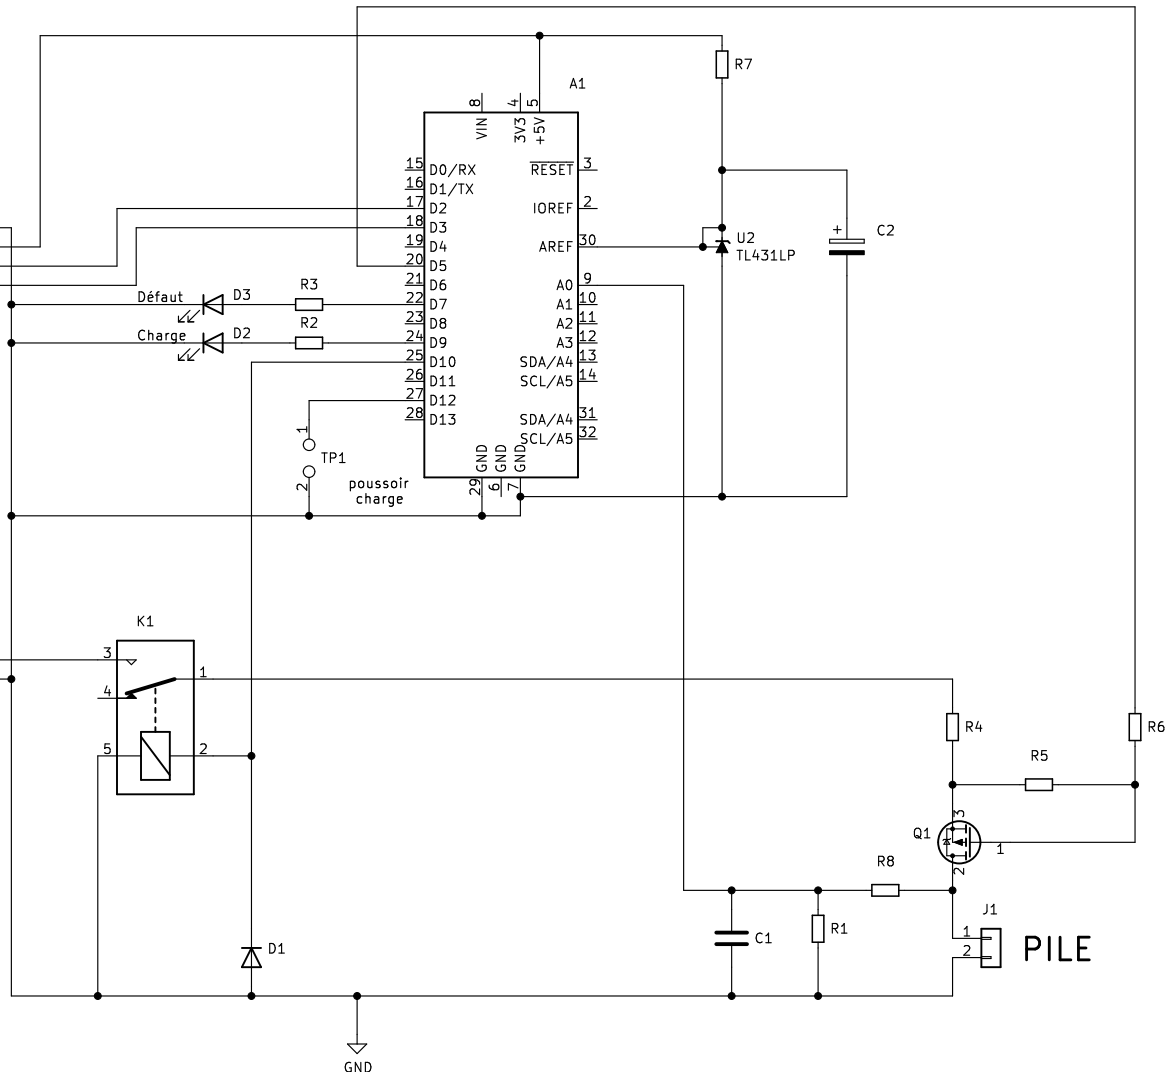 R7
A1
8
4
5
VIN
3V3
+5V
15 D0/RX
RESET 3
16 D1/TX
17 D2
IOREF 2
18 D3
+
C2
U2
19 D4
AREF 30
TL431LP
20 D5
21 D6
A0 9
R3
Défaut
D3
22 D7
A1 10
R2
23 D8
A2 11
Charge
D2
24 D9
A3 12
25 D10
SDA/A4 13
26 D11
SCL/A5 14
27 D12
28 D13
SDA/A4 31
1
SCL/A5 32
TP1
GND
GND
GND
2
poussoir
charge
29
6
7
K1
3
1
4
5
2
R4
R6
R5
3
Q1
1
2
R8
J1
1
C1
R1
D1
2
PILE
GND